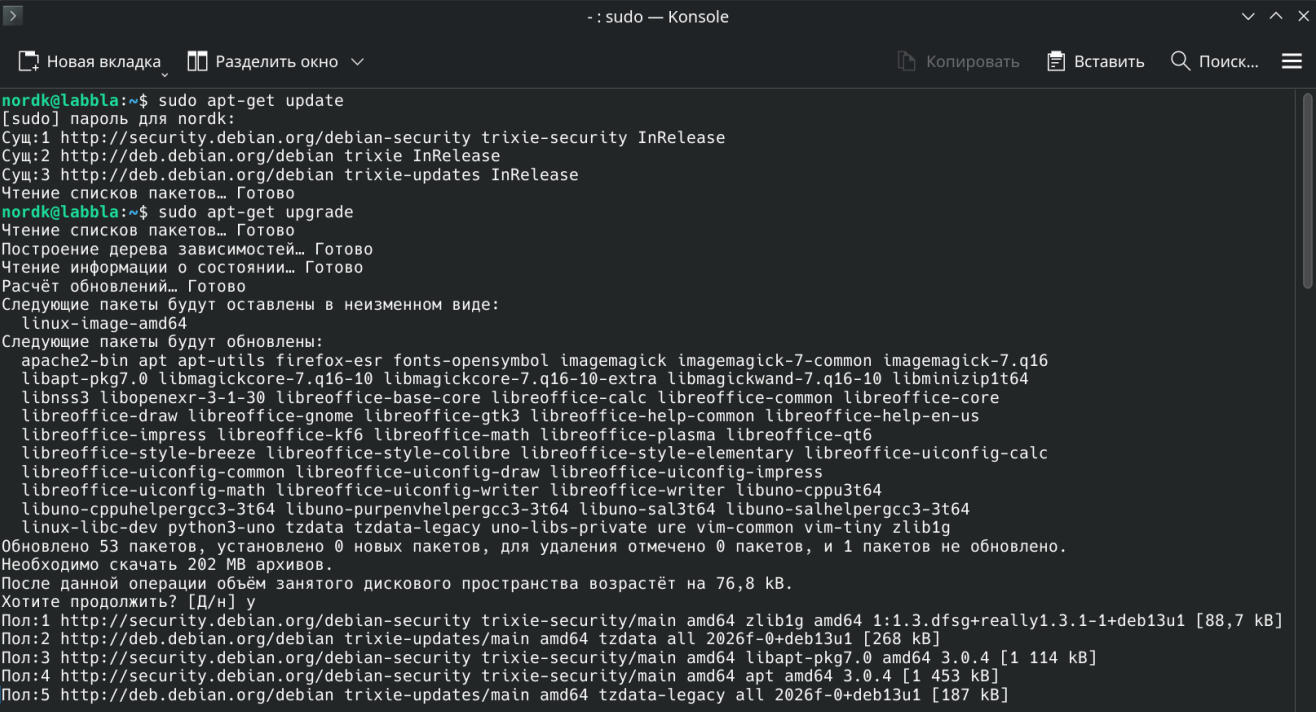 - : sudo — Konsole
Новая вкладка Разделить окно Копировать Вставить Поиск...
nordk@labbla:~$ sudo apt-get update
[sudo] пароль для nordk:
Сущ:1 http://security.debian.org/debian-security trixie-security InRelease
Сущ:2 http://deb.debian.org/debian trixie InRelease
Сущ:3 http://deb.debian.org/debian trixie-updates InRelease
Чтение списков пакетов… Готово
nordk@labbla:~$ sudo apt-get upgrade
Чтение списков пакетов… Готово
Построение дерева зависимостей… Готово
Чтение информации о состоянии… Готово
Расчёт обновлений… Готово
Следующие пакеты будут оставлены в неизменном виде:
linux-image-amd64
Следующие пакеты будут обновлены:
apache2-bin apt apt-utils firefox-esr fonts-opensymbol imagemagick imagemagick-7-common imagemagick-7.q16
libapt-pkg7.0 libmagickcore-7.q16-10 libmagickcore-7.q16-10-extra libmagickwand-7.q16-10 libminizip1t64
libnss3 libopenexr-3-1-30 libreoffice-base-core libreoffice-calc libreoffice-common libreoffice-core
libreoffice-draw libreoffice-gnome libreoffice-gtk3 libreoffice-help-common libreoffice-help-en-us
libreoffice-impress libreoffice-kf6 libreoffice-math libreoffice-plasma libreoffice-qt6
libreoffice-style-breeze libreoffice-style-colibre libreoffice-style-elementary libreoffice-uiconfig-calc
libreoffice-uiconfig-common libreoffice-uiconfig-draw libreoffice-uiconfig-impress
libreoffice-uiconfig-math libreoffice-uiconfig-writer libreoffice-writer libuno-cppu3t64
libuno-cppuhelpergcc3-3t64 libuno-purpenvhelpergcc3-3t64 libuno-sal3t64 libuno-salhelpergcc3-3t64
linux-libc-dev python3-uno tzdata tzdata-legacy uno-libs-private ure vim-common vim-tiny zlib1g
Обновлено 53 пакетов, установлено 0 новых пакетов, для удаления отмечено 0 пакетов, и 1 пакетов не обновлено.
Необходимо скачать 202 MB архивов.
После данной операции объём занятого дискового пространства возрастёт на 76,8 kB.
Хотите продолжить? [Д/н] y
Пол:1 http://security.debian.org/debian-security trixie-security/main amd64 zlib1g amd64 1:1.3.dfsg+really1.3.1-1+deb13u1 [88,7 kB]
Пол:2 http://deb.debian.org/debian trixie-updates/main amd64 tzdata all 2026f-0+deb13u1 [268 kB]
Пол:3 http://security.debian.org/debian-security trixie-security/main amd64 libapt-pkg7.0 amd64 3.0.4 [1 114 kB]
Пол:4 http://security.debian.org/debian-security trixie-security/main amd64 apt amd64 3.0.4 [1 453 kB]
Пол:5 http://deb.debian.org/debian trixie-updates/main amd64 tzdata-legacy all 2026f-0+deb13u1 [187 kB]